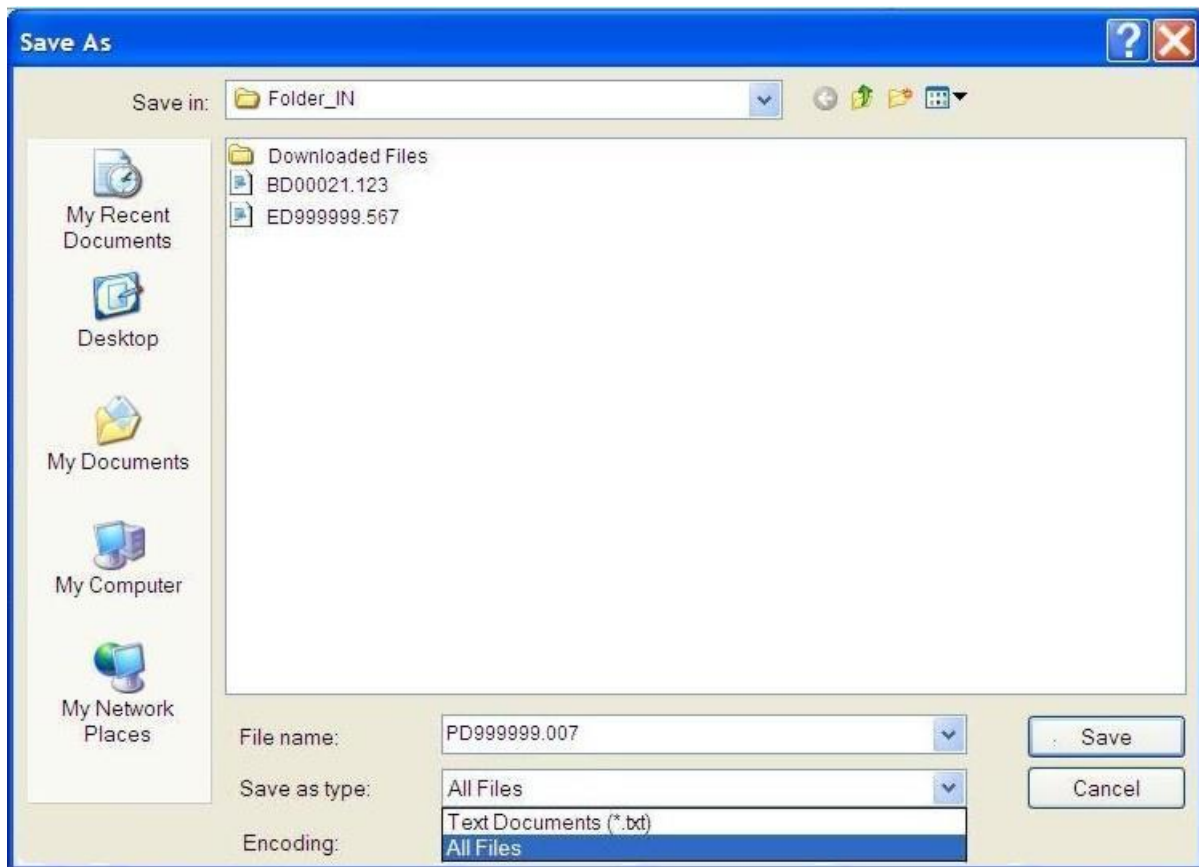 Save As
Save in:
Folder_IN
My Recent
Documents
Desktop
My Documents
My Computer
My Network
Places
Downloaded Files
BD00021.123
ED999999.567
File name:
PD999999.007
Save
Save as type:
All Files
Cancel
Encoding:
Text Documents (*.txt)
All Files